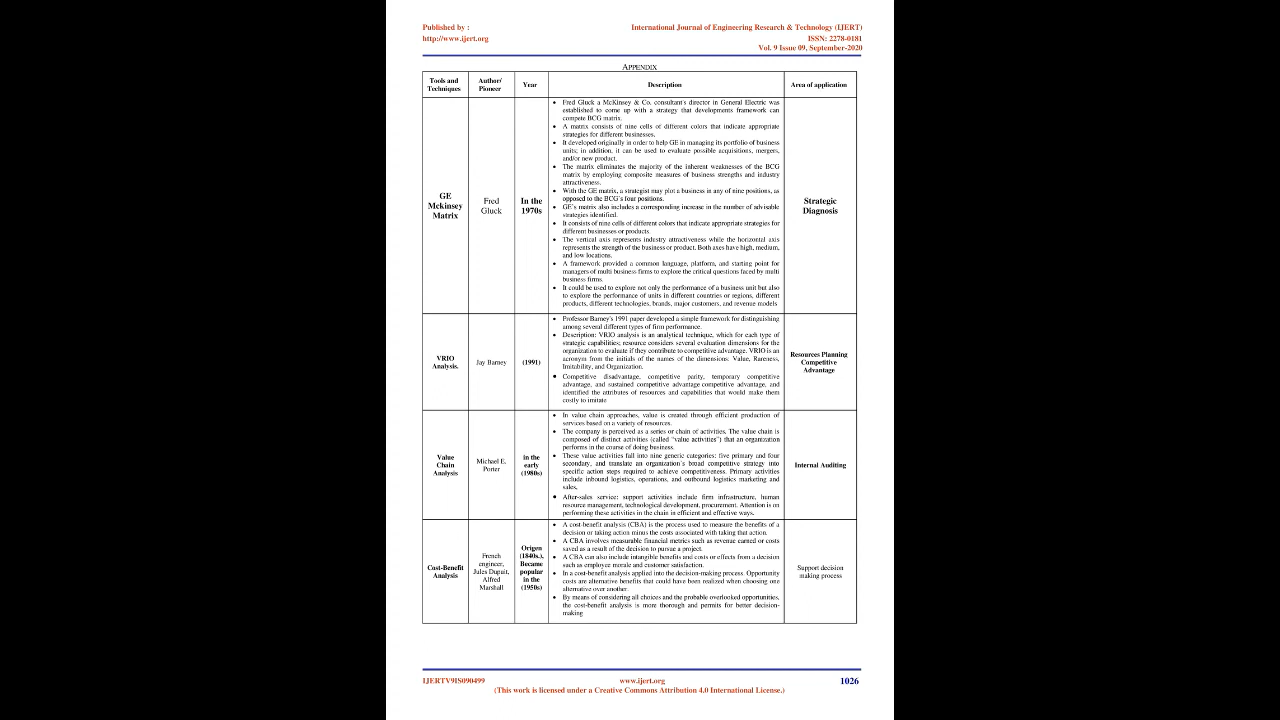 Published by :
International Journal of Engineering Research & Technology (IJERT)
http://www.ijert.org
ISSN: 2278-0181
Vol. 9 Issue 09, September-2020
APPENDIX
Tools and
Techniques
Author/
Pioneer
Year
Description
Area of application
GE
Mckinsey
Matrix
Fred
Gluck
In the
1970s
• Fred Gluck a McKinsey & Co. consultant's director in General Electric was
established to come up with a strategy that developments framework can
compete BCG matrix.
• A matrix consists of nine cells of different colors that indicate appropriate
strategies for different businesses.
• It developed originally in order to help GE in managing its portfolio of business
units; in addition, it can be used to evaluate possible acquisitions, mergers,
and/or new product.
• The matrix eliminates the majority of the inherent weaknesses of the BCG
matrix by employing composite measures of business strengths and industry
attractiveness.
• With the GE matrix, a strategist may plot a business in any of nine positions, as
opposed to the BCG's four positions.
• GE's matrix also includes a corresponding increase in the number of advisable
strategies identified.
• It consists of nine cells of different colors that indicate appropriate strategies for
different businesses or products.
• The vertical axis represents industry attractiveness while the horizontal axis
represents the strength of the business or product. Both axes have high, medium,
and low locations.
• A framework provided a common language, platform, and starting point for
managers of multi business firms to explore the critical questions faced by multi
business firms.
• It could be used to explore not only the performance of a business unit but also
to explore the performance of units in different countries or regions, different
products, different technologies, brands, major customers, and revenue models
Strategic
Diagnosis
VRIO
Analysis.
Jay Barney
(1991)
• Professor Barney's 1991 paper developed a simple framework for distinguishing
among several different types of firm performance.
• Description: VRIO analysis is an analytical technique, which for each type of
strategic capabilities; resource considers several evaluation dimensions for the
organization to evaluate if they contribute to competitive advantage. VRIO is an
acronym from the initials of the names of the dimensions: Value, Rareness,
Imitability, and Organization.
• Competitive disadvantage, competitive parity, temporary competitive
advantage, and sustained competitive advantage competitive advantage, and
identified the attributes of resources and capabilities that would make them
costly to imitate
Resources Planning
Competitive
Advantage
Value
Chain
Analysis
Michael E.
Porter
in the
early
(1980s)
• In value chain approaches, value is created through efficient production of
services based on a variety of resources.
• The company is perceived as a series or chain of activities. The value chain is
composed of distinct activities (called "value activities") that an organization
performs in the course of doing business.
• These value activities fall into nine generic categories: five primary and four
secondary, and translate an organization's broad competitive strategy into
specific action steps required to achieve competitiveness. Primary activities
include inbound logistics, operations, and outbound logistics marketing and
sales,
• After-sales service; support activities include firm infrastructure, human
resource management, technological development, procurement. Attention is on
performing these activities in the chain in efficient and effective ways.
Internal Auditing
Cost-Benefit
Analysis
French
engineer,
Jules Dupuit,
Alfred
Marshall
Origen
(1840s.),
Became
popular
in the
(1950s)
• A cost-benefit analysis (CBA) is the process used to measure the benefits of a
decision or taking action minus the costs associated with taking that action.
• A CBA involves measurable financial metrics such as revenue earned or costs
saved as a result of the decision to pursue a project.
• A CBA can also include intangible benefits and costs or effects from a decision
such as employee morale and customer satisfaction.
• In a cost-benefit analysis applied into the decision-making process. Opportunity
costs are alternative benefits that could have been realized when choosing one
alternative over another.
• By means of considering all choices and the probable overlooked opportunities,
the cost-benefit analysis is more thorough and permits for better decision-
making
Support decision
making process
IJERTV9IS090499
www.ijert.org
1026
(This work is licensed under a Creative Commons Attribution 4.0 International License.)